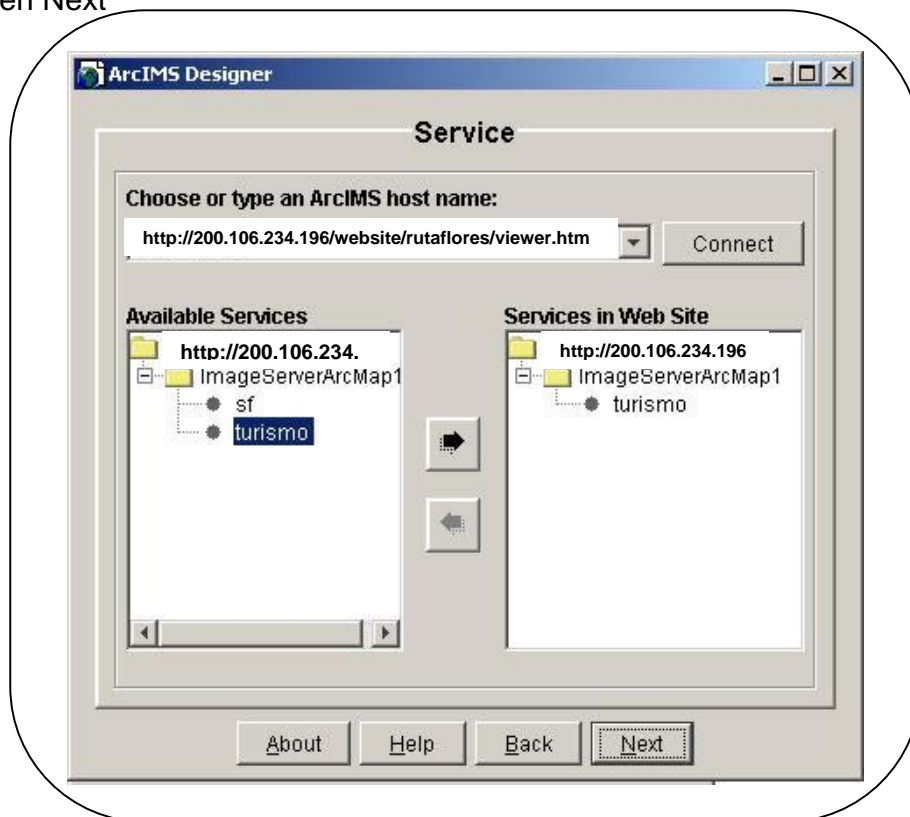 en Next
ArcIMS Designer
Service
Choose or type an ArcIMS host name:
http://200.106.234.196/website/rutaflores/viewer.htm
Connect
Available Services
http://200.106.234.
ImageServerArcMap1
sf
turismo
Services in Web Site
http://200.106.234.196
ImageServerArcMap1
turismo
About
Help
Back
Next